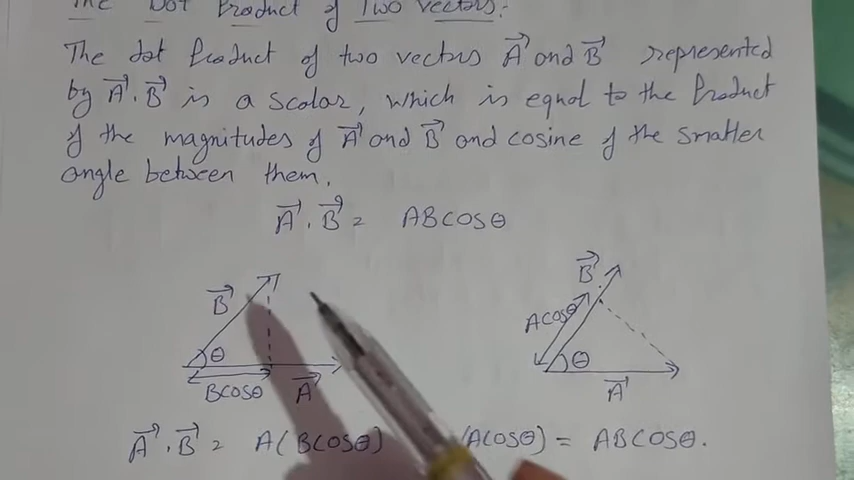 The Dot Product of Two vectors:
The dot Product of two vectors A⃗ and B⃗ represented
by A⃗ . B⃗ is a scalar, which is equal to the Product
of the magnitudes of A⃗ and B⃗ and cosine of the smaller
angle between them.
A⃗ . B⃗ = ABCOSθ
B⃗
θ
BCOSθ
A⃗
B⃗
ACOSθ
θ
A⃗
A⃗ . B⃗ = A(BCOSθ) (ACOSθ) = ABCOSθ.